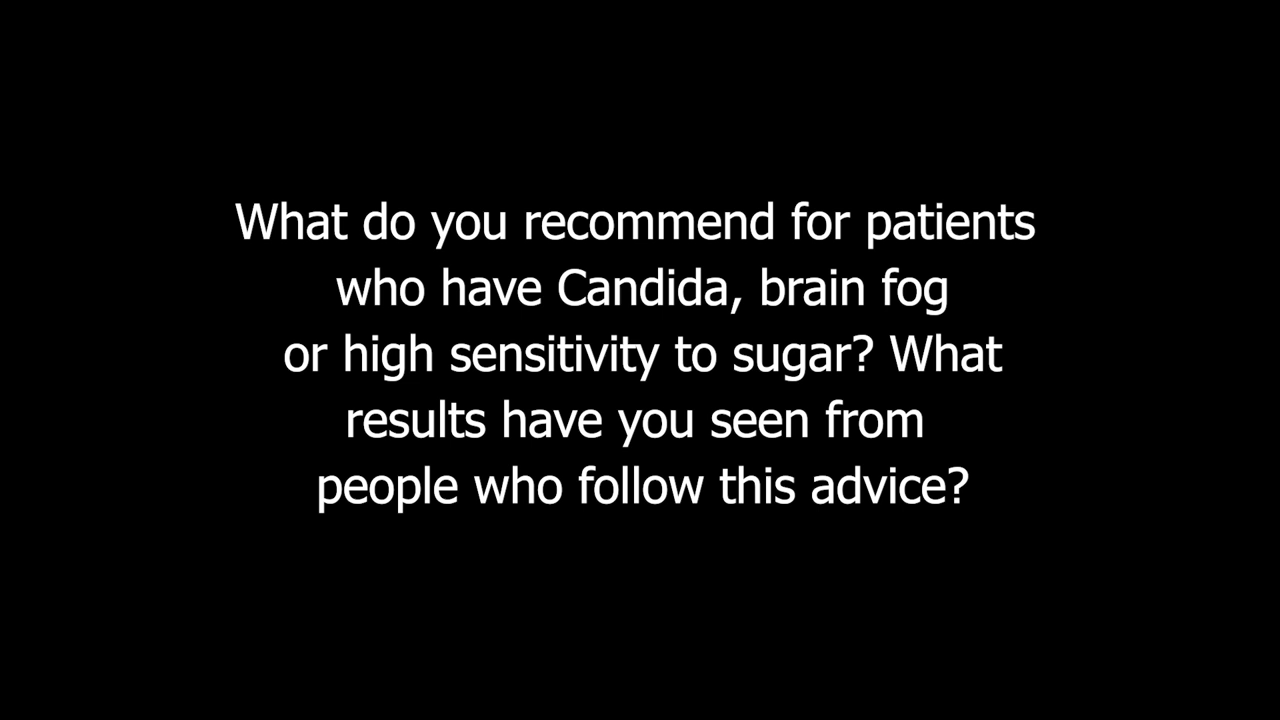 What do you recommend for patients
who have Candida, brain fog
or high sensitivity to sugar? What
results have you seen from
people who follow this advice?